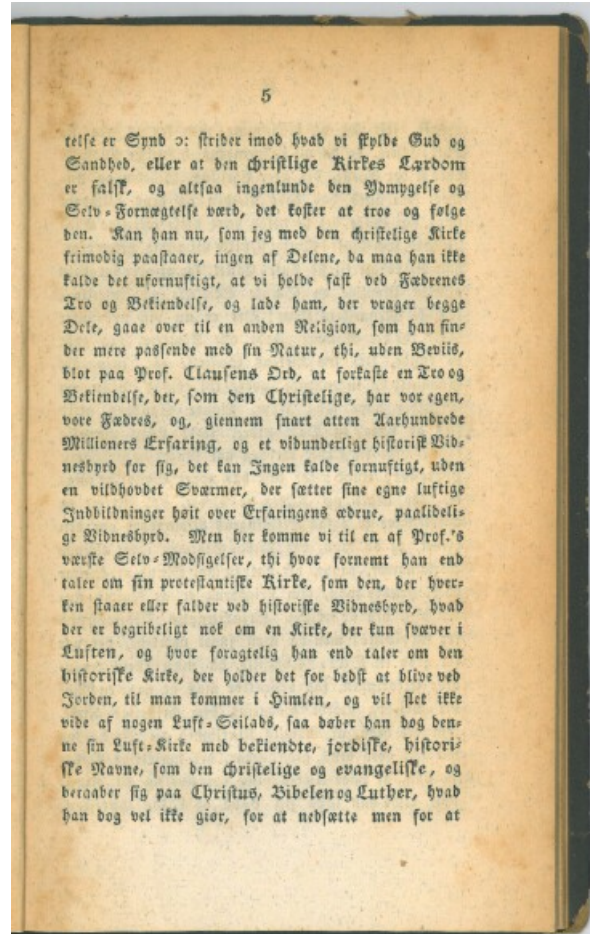 5
telse er Synd ɔ: strider imod hvad vi skylde Gud og
Sandhed, eller at den christlige Kirkes Lærdom
er falsk, og altsaa ingenlunde den Ydmygelse og
Selv-Fornægtelse værd, det koster at troe og følge
den. Kan han nu, som jeg med den christelige Kirke
frimodig paastaaer, ingen af Delene, da maa han ikke
kalde det ufornuftigt, at vi holde fast ved Fædrenes
Tro og Bekiendelse, og lade ham, der vrager begge
Dele, gaae over til en anden Religion, som han fin-
der mere passende med sin Natur, thi, uden Beviis,
blot paa Prof. Clausens Ord, at forkaste en Tro og
Bekiendelse, der, som den Christelige, har vor egen,
vore Fædres, og, giennem snart atten Aarhundrede
Millioners Erfaring, og et vidunderligt historisk Vid-
nesbyrd for sig, det kan Ingen kalde fornuftigt, uden
en vildhovdet Sværmer, der sætter sine egne luftige
Indbildninger høit over Erfaringens ædrue, paalideli-
ge Vidnesbyrd. Men her komme vi til en af Prof.'s
værste Selv-Modsigelser, thi hvor fornemt han end
taler om sin protestantiske Kirke, som den, der hver-
ken staaer eller falder ved historiske Vidnesbyrd, hvad
der er begribeligt nok om en Kirke, der kun svæver i
Luften, og hvor foragtelig han end taler om den
historiske Kirke, der holder det for bedst at blive ved
Jorden, til man kommer i Himlen, og vil slet ikke
vide af nogen Luft-Seilads, saa døber han dog den-
ne sin Luft-Kirke med bekiendte, jordiske, histori-
ske Navne, som den christelige og evangeliske, og
beraaber sig paa Christus, Bibelen og Luther, hvad
han dog vel ikke giør, for at nedsætte men for at